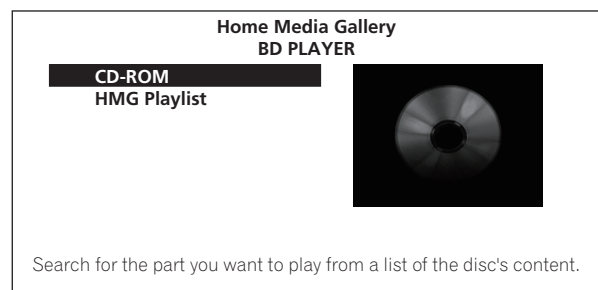 Home Media Gallery
BD PLAYER
CD-ROM
HMG Playlist
Search for the part you want to play from a list of the disc's content.